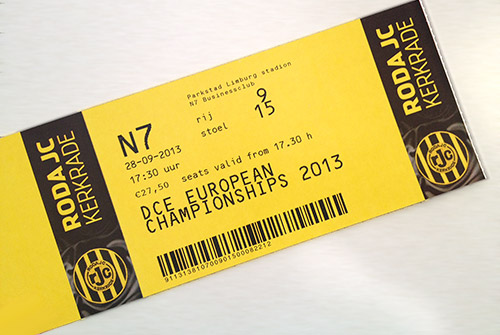 RODA JC
KERKRADE
Parkstad Limburg stadion
N7 Businessclub
N7
rij 9
stoel 15
28-09-2013
17:30 uur
€27,50 seats valid from 17.30 h
DCE EUROPEAN
CHAMPIONSHIPS 2013
911313810700901500082212
RODA JC
KERKRADE